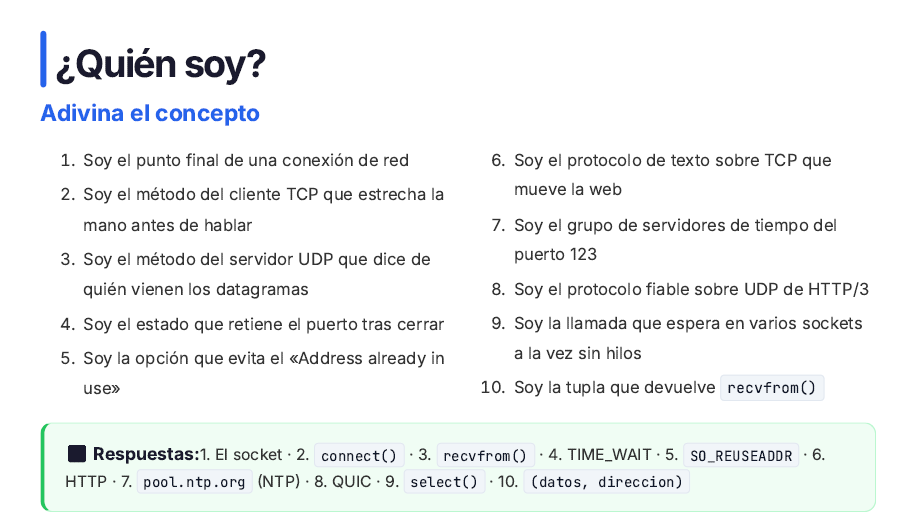 ¿Quién soy?
Adivina el concepto
1. Soy el punto final de una conexión de red
2. Soy el método del cliente TCP que estrecha la
mano antes de hablar
3. Soy el método del servidor UDP que dice de
quién vienen los datagramas
4. Soy el estado que retiene el puerto tras cerrar
5. Soy la opción que evita el «Address already in
use»
6. Soy el protocolo de texto sobre TCP que
mueve la web
7. Soy el grupo de servidores de tiempo del
puerto 123
8. Soy el protocolo fiable sobre UDP de HTTP/3
9. Soy la llamada que espera en varios sockets
a la vez sin hilos
10. Soy la tupla que devuelve recvfrom()
Respuestas:1. El socket · 2. connect() · 3. recvfrom() · 4. TIME_WAIT · 5. SO_REUSEADDR · 6.
HTTP · 7. pool.ntp.org (NTP) · 8. QUIC · 9. select() · 10. (datos, direccion)